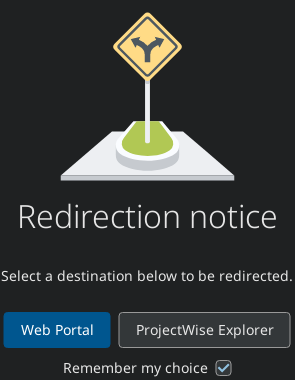 Redirection notice
Select a destination below to be redirected.
Web Portal
ProjectWise Explorer
Remember my choice